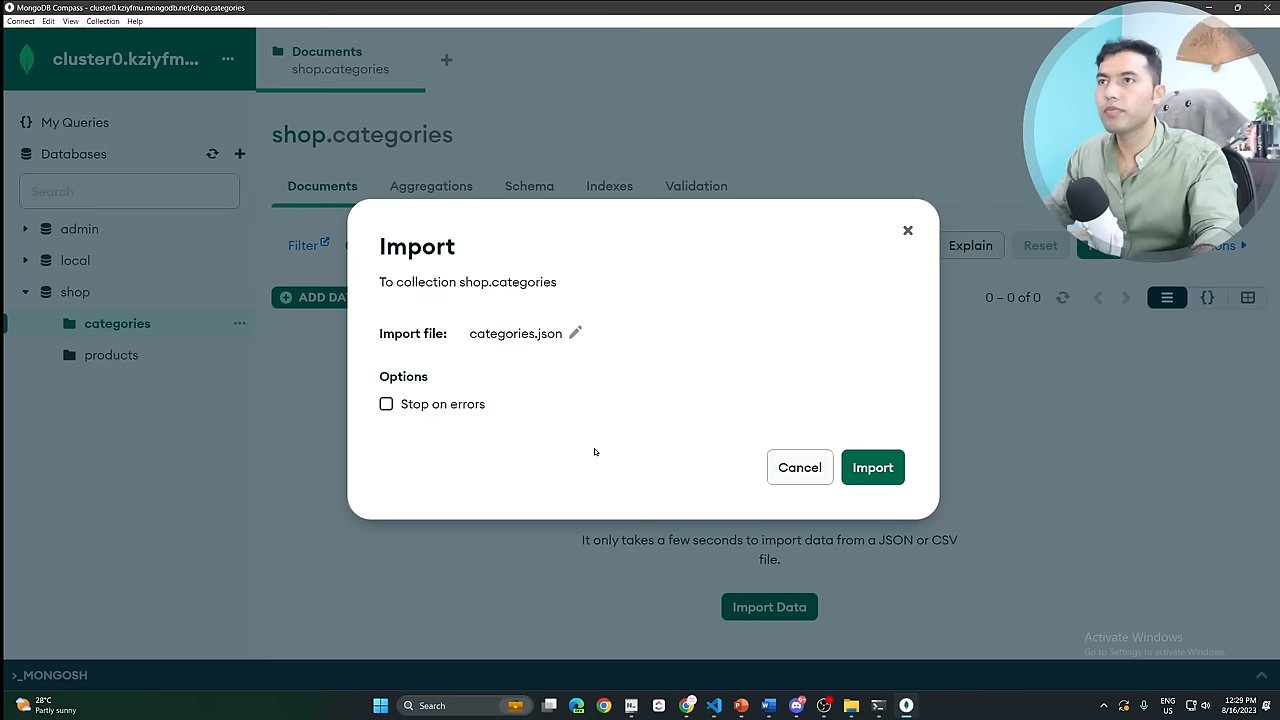 MongoDB Compass - cluster0.kziyfmu.mongodb.net/shop.categories
Connect Edit View Collection Help
cluster0.kziyfm...
Documents
shop.categories
My Queries
Databases
Search
admin
local
shop
categories
products
shop.categories
Documents Aggregations Schema Indexes Validation
Filter
Explain Reset
ADD DA
0 – 0 of 0
Import
To collection shop.categories
Import file: categories.json
Options
Stop on errors
Cancel Import
It only takes a few seconds to import data from a JSON or CSV
file.
Import Data
Activate Windows
Go to Settings to activate Windows.
>_MONGOSH
28°C
Partly sunny
Search
ENG
US
12:29 PM
8/16/2023